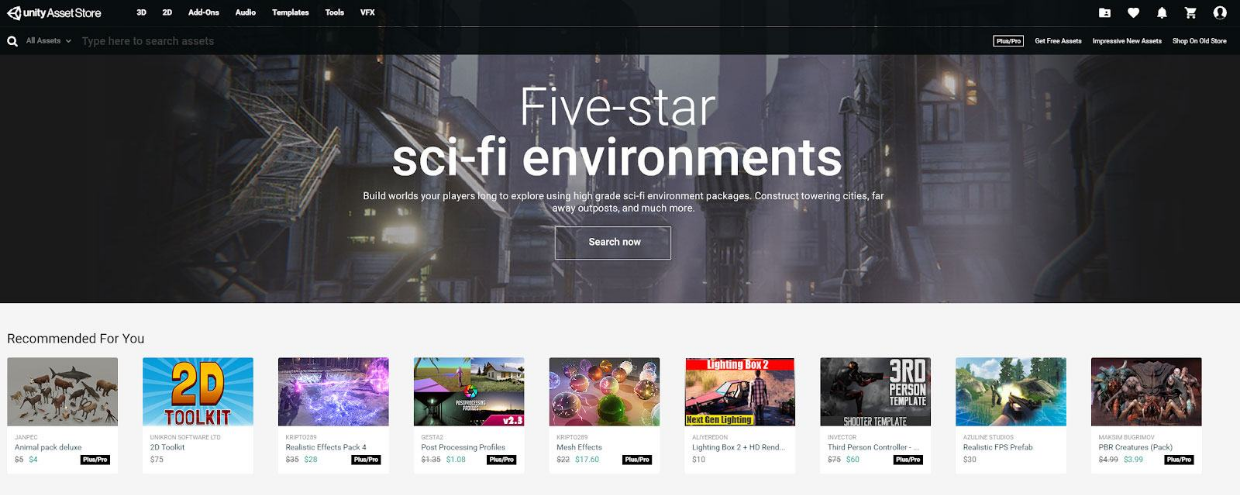 unity Asset Store
3D 2D Add-Ons Audio Templates Tools VFX
All Assets Type here to search assets
Plus/Pro Get Free Assets Impressive New Assets Shop On Old Store
Five-star
sci-fi environments
Build worlds your players long to explore using high grade sci-fi environment packages. Construct towering cities, far
away outposts, and much more.
Search now
Recommended For You
2D
TOOLKIT
POSTPROCESSING
PROFILES
v2.3
Lighting Box 2
Next Gen Lighting
3RD
PERSON
TEMPLATE
SHOOTER TEMPLATE
JANPEC
Animal pack deluxe
$5 $4 Plus/Pro
UNIKRON SOFTWARE LTD
2D Toolkit
$75
KRIPTO289
Realistic Effects Pack 4
$35 $28 Plus/Pro
GESTA2
Post Processing Profiles
$1.35 $1.08 Plus/Pro
KRIPTO289
Mesh Effects
$22 $17.60 Plus/Pro
ALIYEREDON
Lighting Box 2 + HD Rend...
$10
INVECTOR
Third Person Controller - ...
$75 $60 Plus/Pro
AZULINE STUDIOS
Realistic FPS Prefab
$30
MAKSIM BUGRIMOV
PBR Creatures (Pack)
$4.99 $3.99 Plus/Pro